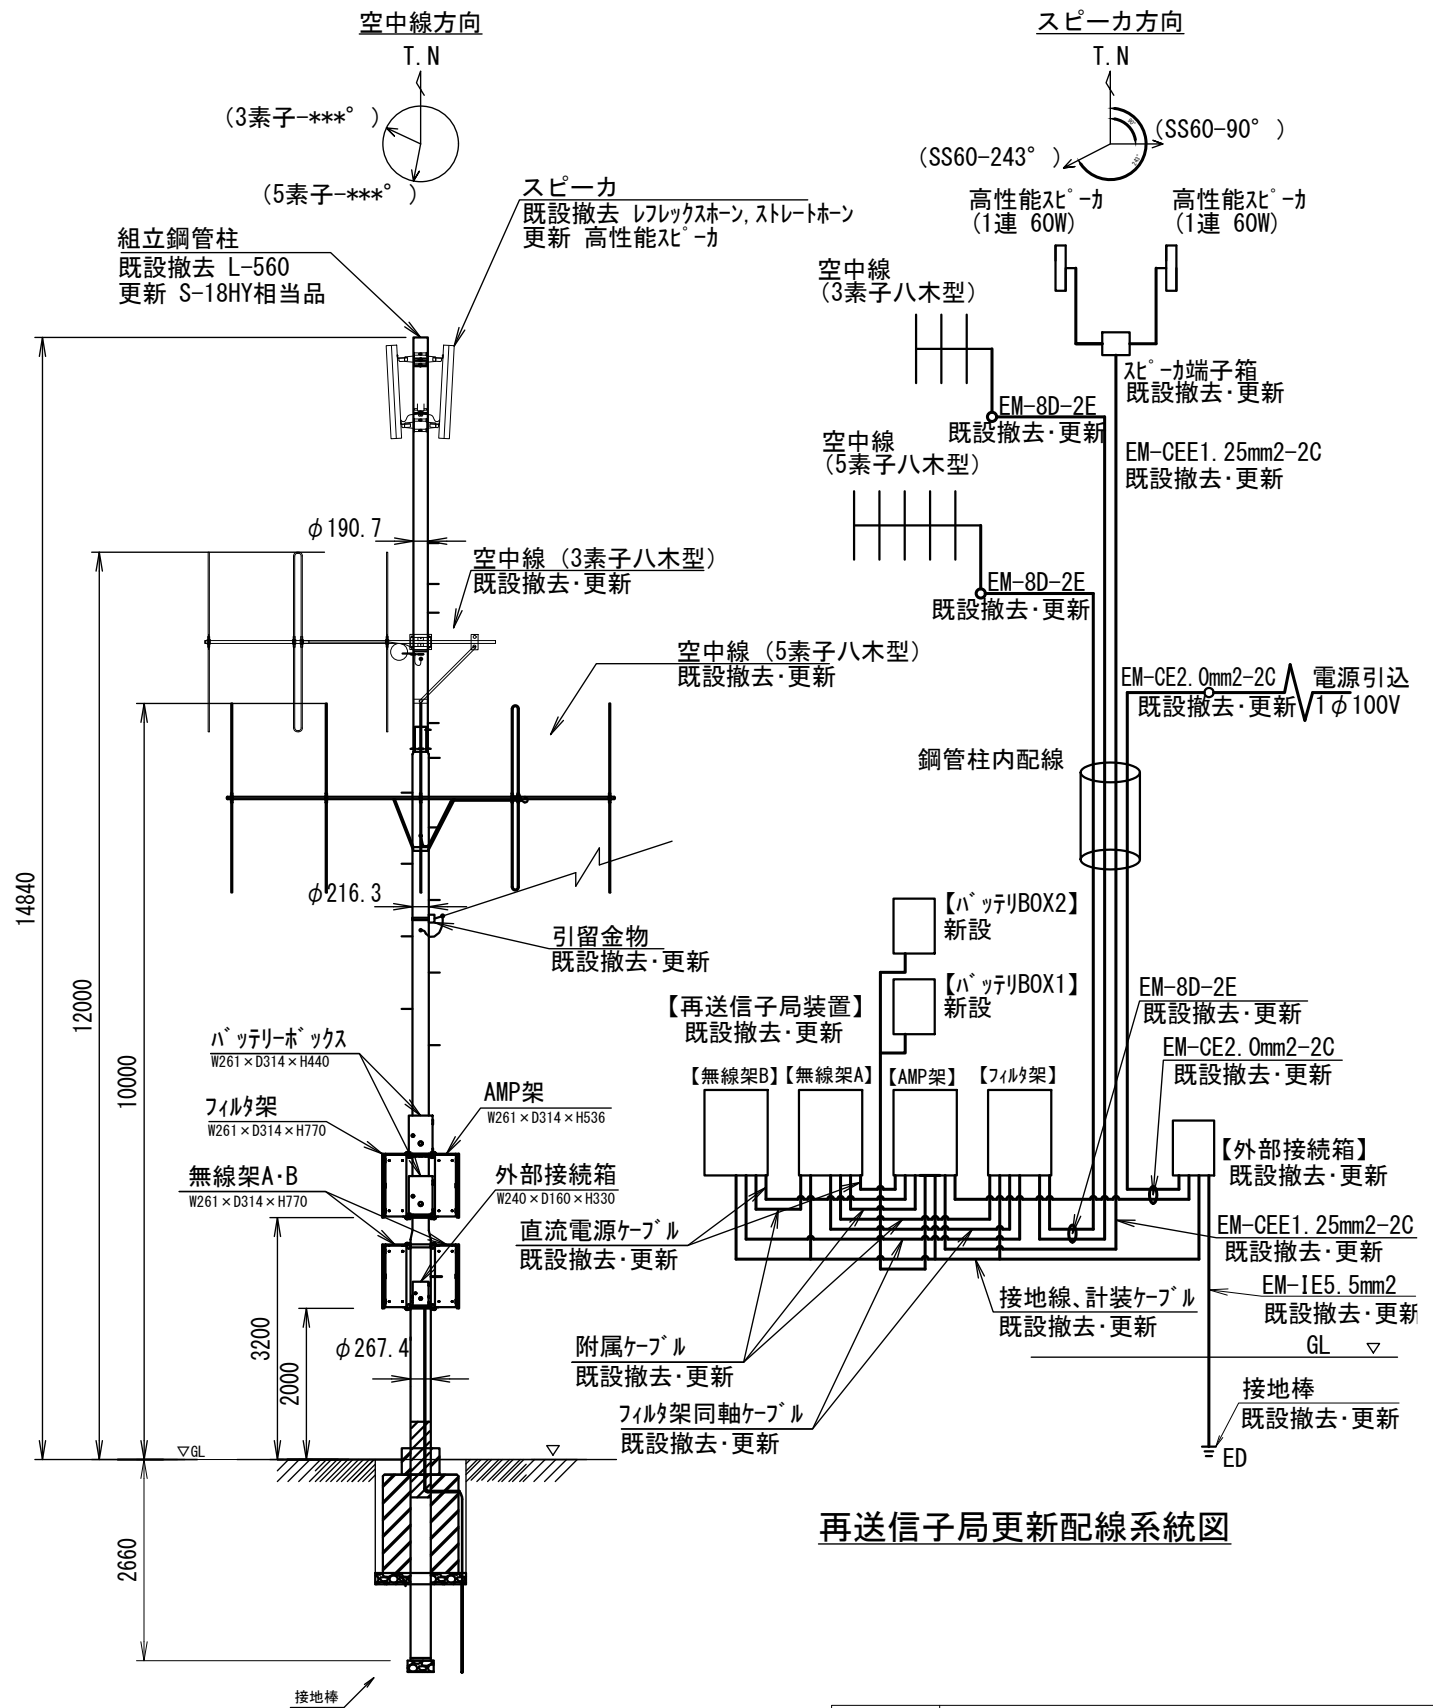 空中線方向
T.N
(3素子-***°)
(5素子-***°)
スピーカ方向
T.N
(SS60-90°)
(SS60-243°)
90°
243°
スピーカ
既設撤去 レフレックスホーン,ストレートホーン
更新 高性能スピーカ
組立鋼管柱
既設撤去 L-560
更新 S-18HY相当品
高性能スピーカ
(1連 60W)
高性能スピーカ
(1連 60W)
空中線
(3素子八木型)
スピーカ端子箱
既設撤去・更新
EM-8D-2E
既設撤去・更新
空中線
(5素子八木型)
EM-CEE1.25mm2-2C
既設撤去・更新
EM-8D-2E
既設撤去・更新
φ190.7
空中線（3素子八木型）
既設撤去・更新
空中線（5素子八木型）
既設撤去・更新
EM-CE2.0mm2-2C
既設撤去・更新
電源引込
1φ100V
鋼管柱内配線
14840
12000
10000
φ216.3
引留金物
既設撤去・更新
【バッテリBOX2】
新設
【バッテリBOX1】
新設
【再送信子局装置】
既設撤去・更新
EM-8D-2E
既設撤去・更新
EM-CE2.0mm2-2C
既設撤去・更新
バッテリーボックス
W261×D314×H440
フィルタ架
W261×D314×H770
AMP架
W261×D314×H536
無線架A・B
W261×D314×H770
外部接続箱
W240×D160×H330
【無線架B】
【無線架A】
【AMP架】
【フィルタ架】
【外部接続箱】
既設撤去・更新
直流電源ケーブル
既設撤去・更新
EM-CEE1.25mm2-2C
既設撤去・更新
接地線、計装ケーブル
既設撤去・更新
EM-IE5.5mm2
既設撤去・更新
附属ケーブル
既設撤去・更新
フィルタ架同軸ケーブル
既設撤去・更新
GL ▽
接地棒
既設撤去・更新
ED
3200
2000
φ267.4
▽GL
▽
2660
接地棒
再送信子局更新配線系統図